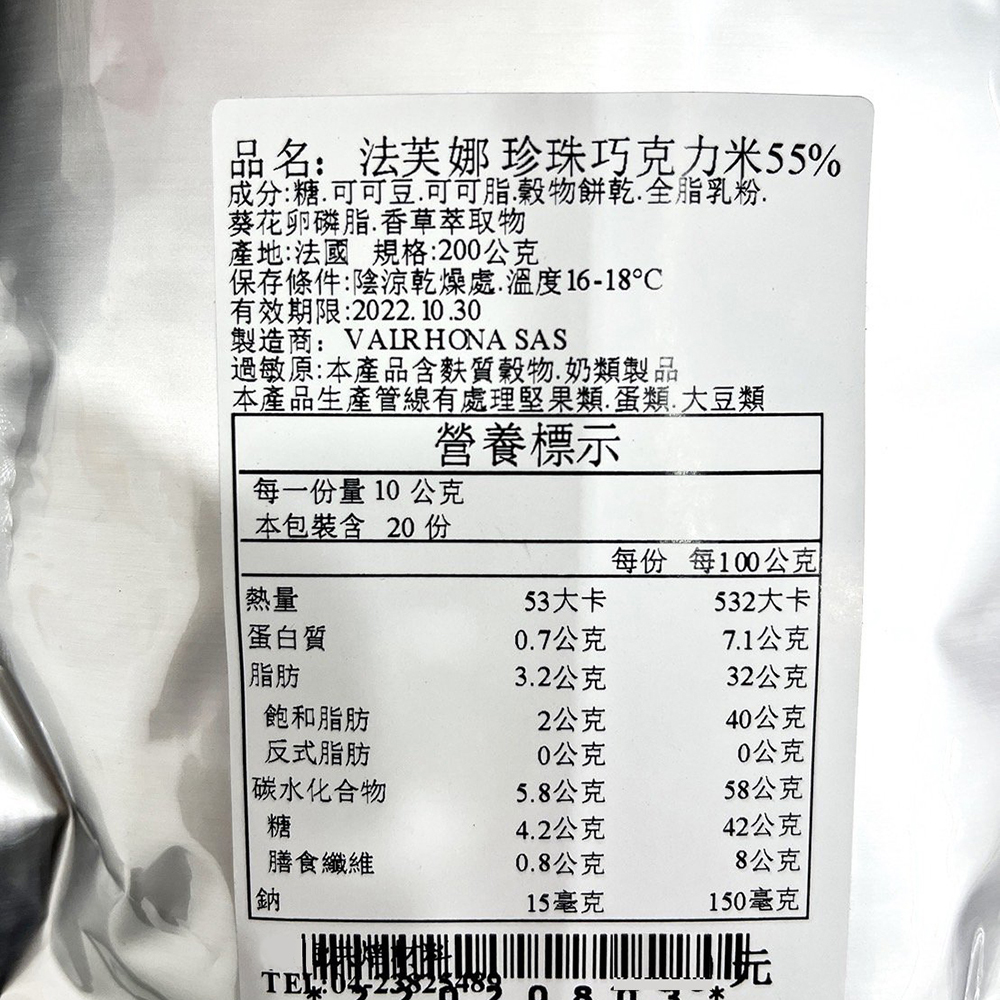 品名: 法芙娜 珍珠巧克力米55%
成分:糖.可可豆.可可脂.穀物餅乾.全脂乳粉.
葵花卵磷脂.香草萃取物
產地:法國 規格:200公克
保存條件:陰涼乾燥處.溫度16-18°C
有效期限:2022.10.30
製造商: VAIRHONA SAS
過敏原:本產品含麩質穀物.奶類製品
本產品生產管線有處理堅果類.蛋類.大豆類
營養標示
每一份量 10 公克
本包裝含 20 份
每份 每100公克
熱量 53大卡 532大卡
蛋白質 0.7公克 7.1公克
脂肪 3.2公克 32公克
飽和脂肪 2公克 40公克
反式脂肪 0公克 0公克
碳水化合物 5.8公克 58公克
糖 4.2公克 42公克
膳食纖維 0.8公克 8公克
鈉 15毫克 150毫克
元
TEL:04-23825489